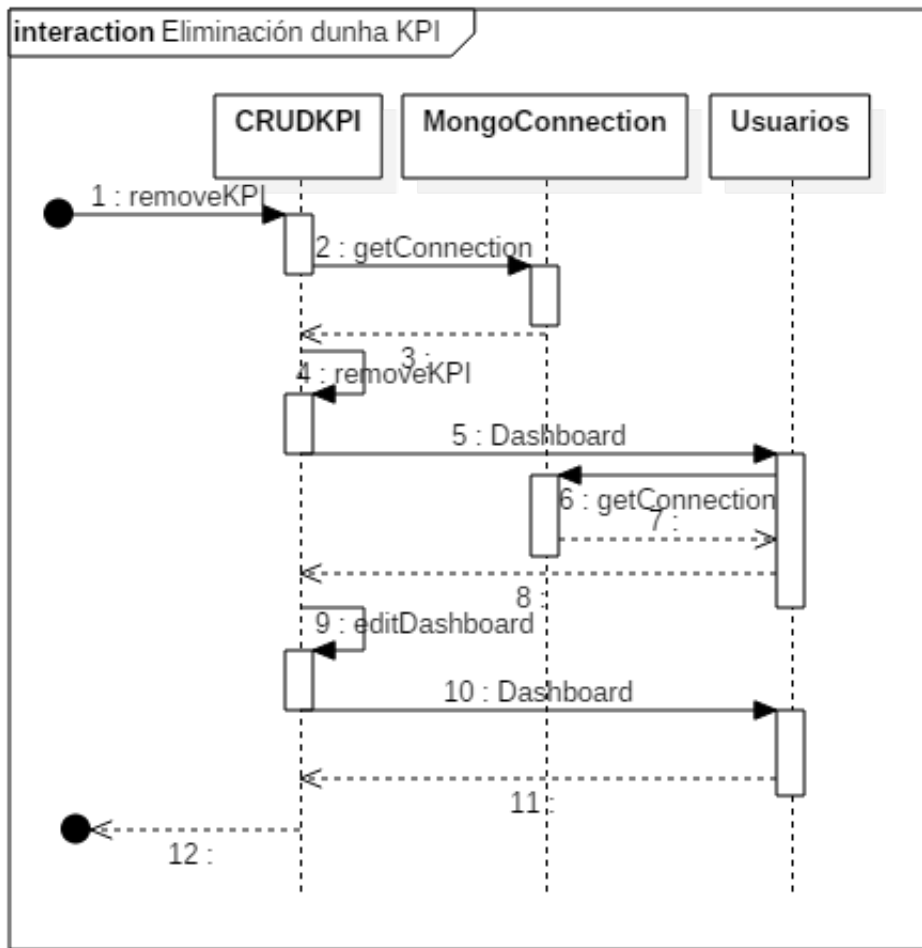 interaction Eliminación dunha KPI
CRUDKPI MongoConnection Usuarios
1 : removeKPI
2 : getConnection
3 :
4 : removeKPI
5 : Dashboard
6 : getConnection
7 :
8 :
9 : editDashboard
10 : Dashboard
11 :
12 :